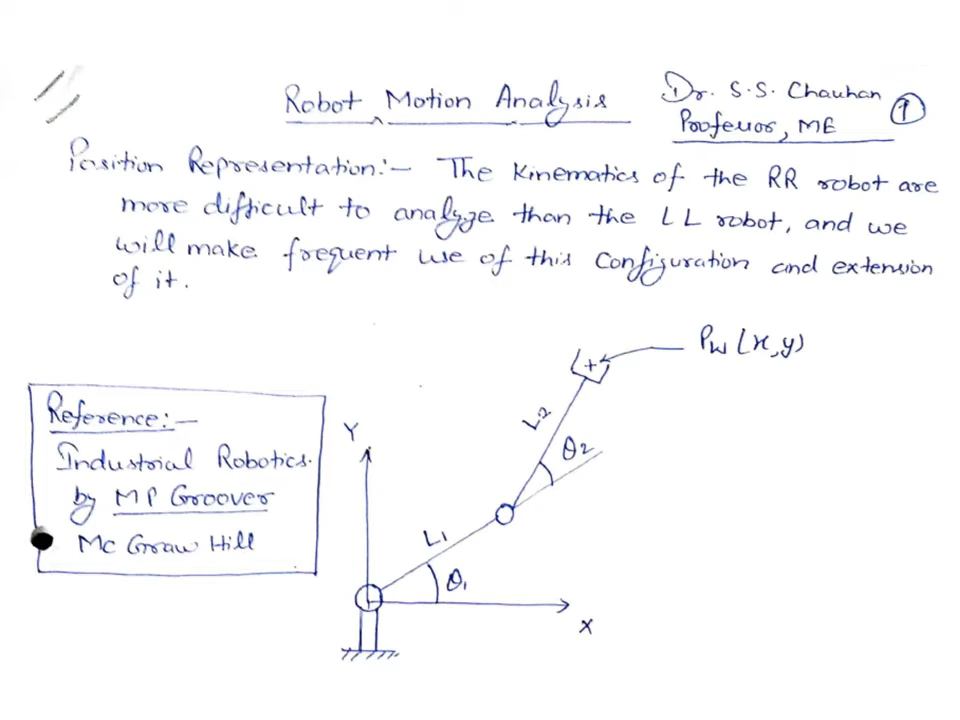 Robot Motion Analysis
Dr. S.S. Chauhan
Professor, ME
1
Position Representation:- The Kinematics of the RR robot are
more difficult to analyze than the LL robot, and we
will make frequent use of this configuration and extension
of it.
Pw (x,y)
L2
θ2
Y
L1
θ1
X
Reference:-
Industrial Robotics.
by MP Groover
Mc Graw Hill